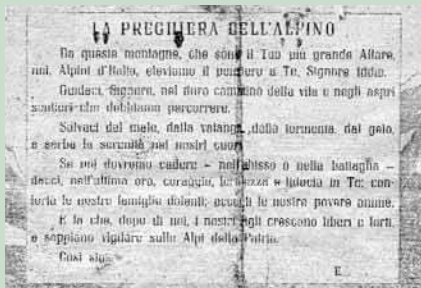 LA PREGHIERA DELL'ALPINO
Da queste montagne, che sono il Tuo più grande Altare,
noi, Alpini d'Italia, eleviamo il pensiero a Te, Signore Iddio.
Guidaci, Signore, nel duro cammino della vita e negli aspri
sentieri che dobbiamo percorrere.
Salvaci dal male, dalla valanga, dalla tormenta, dal gelo,
e serba la serenità nei nostri cuori
Se noi dovremo cadere - nell'abisso o nella battaglia -
dacci, nell'ultima ora, coraggio, fortezza e fiducia in Te; con-
forta le nostre famiglie dolenti; accogli le nostre povere anime.
E fa che, dopo di noi, i nostri figli crescano liberi e forti,
e sappiano vigilare sulle Alpi della Patria.
Così sia.
E.